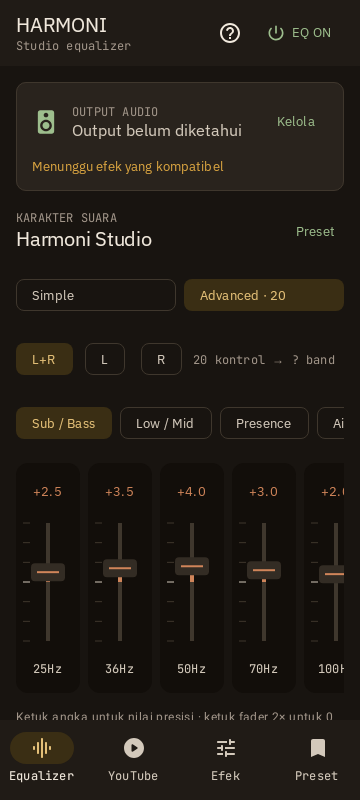 HARMONI
Studio equalizer
EQ ON
OUTPUT AUDIO
Output belum diketahui
Kelola
Menunggu efek yang kompatibel
KARAKTER SUARA
Harmoni Studio
Preset
Simple
Advanced · 20
L+R
L
R
20 kontrol → ? band
Sub / Bass
Low / Mid
Presence
+2.5
+3.5
+4.0
+3.0
25Hz
36Hz
50Hz
70Hz
Ketuk angka untuk nilai presisi · ketuk fader 2× untuk 0
Equalizer
YouTube
Efek
Preset